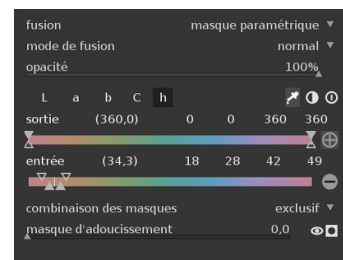 fusion masque paramétrique
mode de fusion normal
opacité 100%
L a b C h
sortie (360,0) 0 0 360 360
entrée (34,3) 18 28 42 49
combinaison des masques exclusif
masque d'adoucissement 0,0